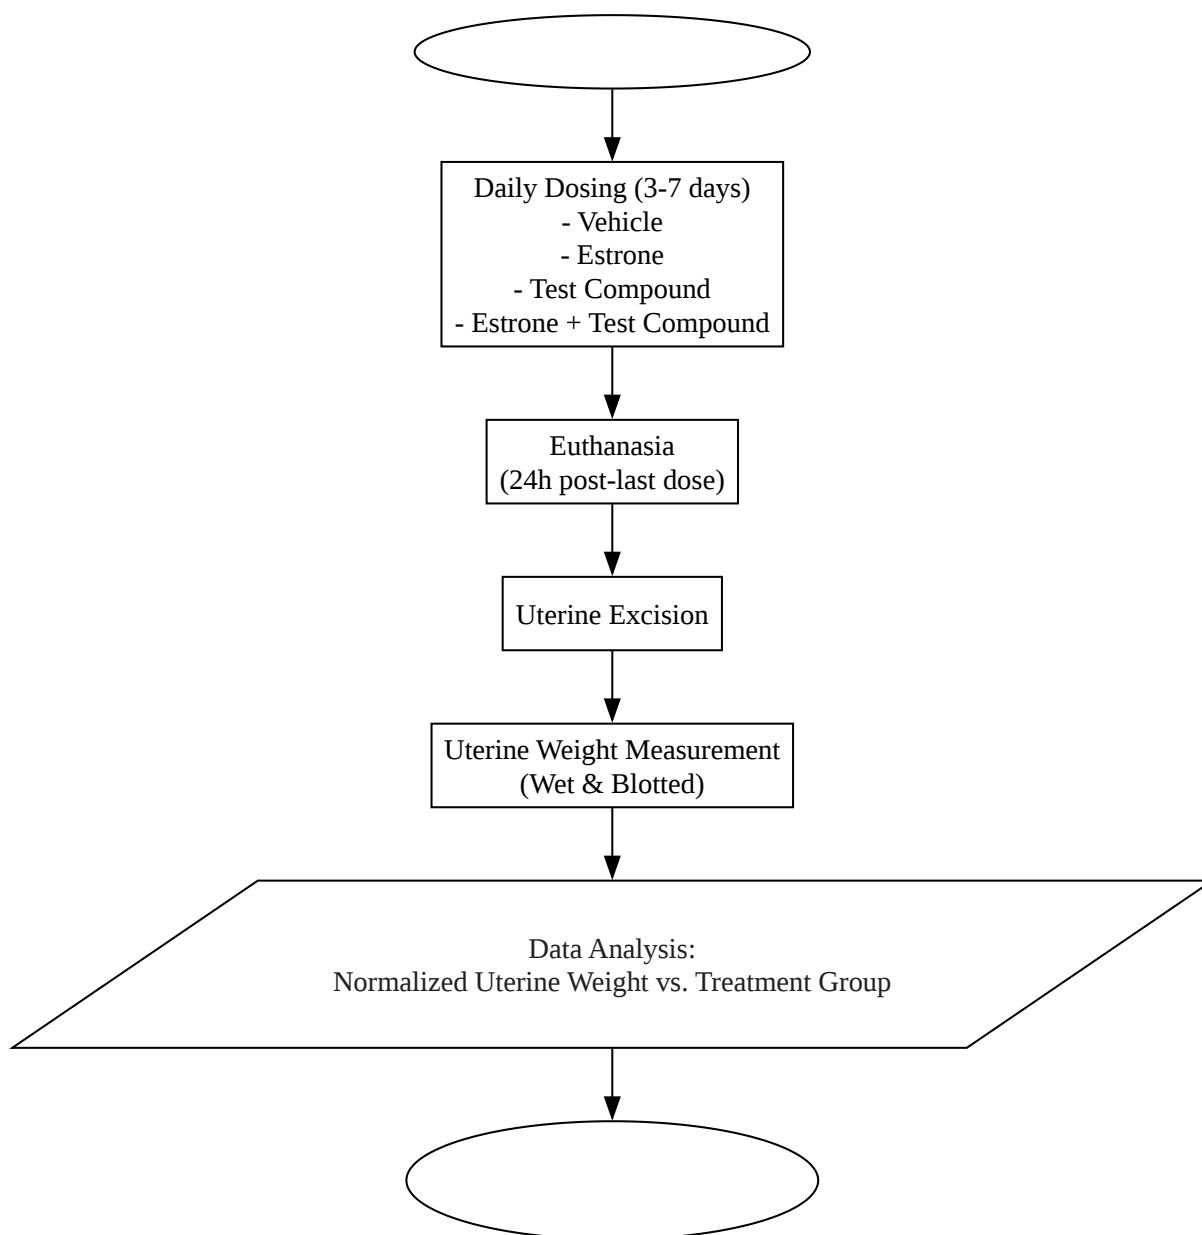 Daily Dosing (3-7 days)
- Vehicle
- Estrone
- Test Compound
- Estrone + Test Compound
Euthanasia
(24h post-last dose)
Uterine Excision
Uterine Weight Measurement
(Wet & Blotted)
Data Analysis:
Normalized Uterine Weight vs. Treatment Group